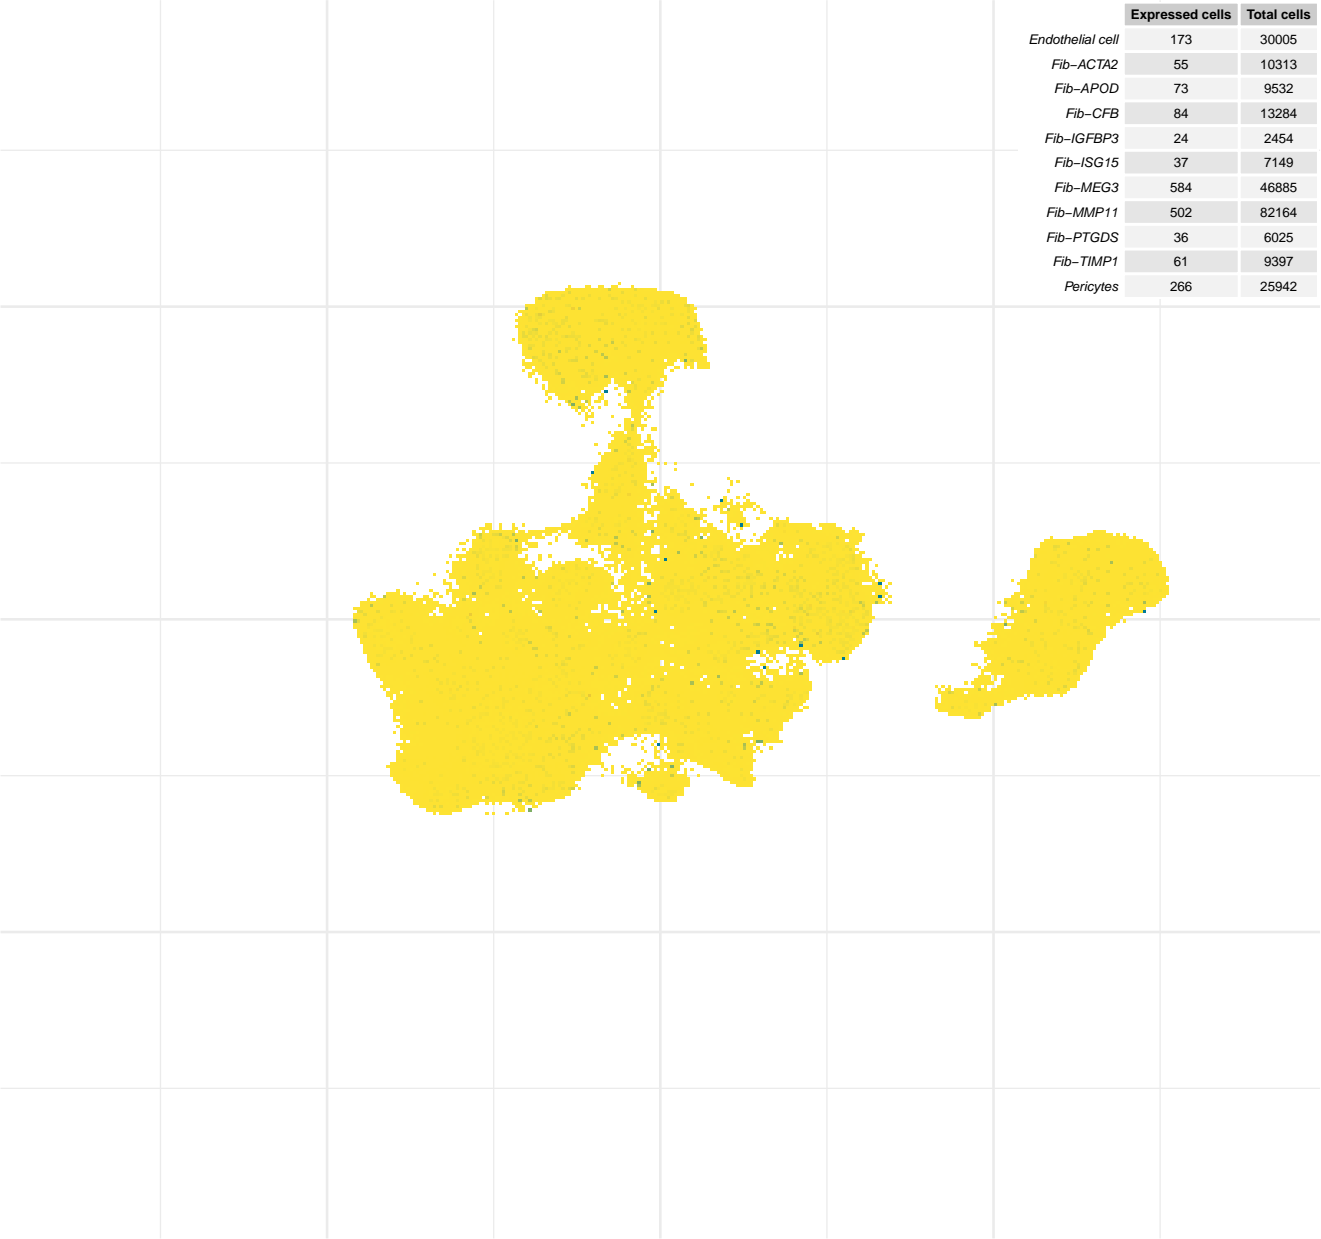 Expressed cells Total cells
Endothelial cell 173 30005
Fib−ACTA2 55 10313
Fib−APOD 73 9532
Fib−CFB 84 13284
Fib−IGFBP3 24 2454
Fib−ISG15 37 7149
Fib−MEG3 584 46885
Fib−MMP11 502 82164
Fib−PTGDS 36 6025
Fib−TIMP1 61 9397
Pericytes 266 25942